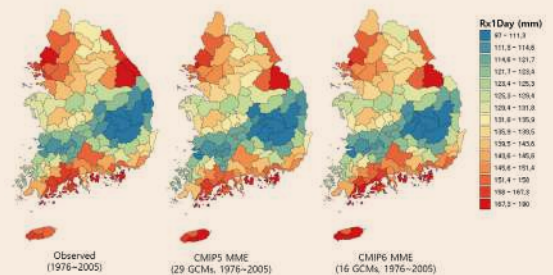 Rx1Day (mm)
97 - 111,3
111,3 - 114,6
114,6 - 121,7
121,7 - 123,4
123,4 - 125,3
125,3 - 129,4
129,4 - 131,8
131,8 - 135,9
135,9 - 139,5
139,5 - 143,6
143,6 - 145,6
145,6 - 151,4
151,4 - 158
158 - 167,3
167,3 - 180
Observed
(1976~2005)
CMIP5 MME
(29 GCMs, 1976~2005)
CMIP6 MME
(16 GCMs, 1976~2005)